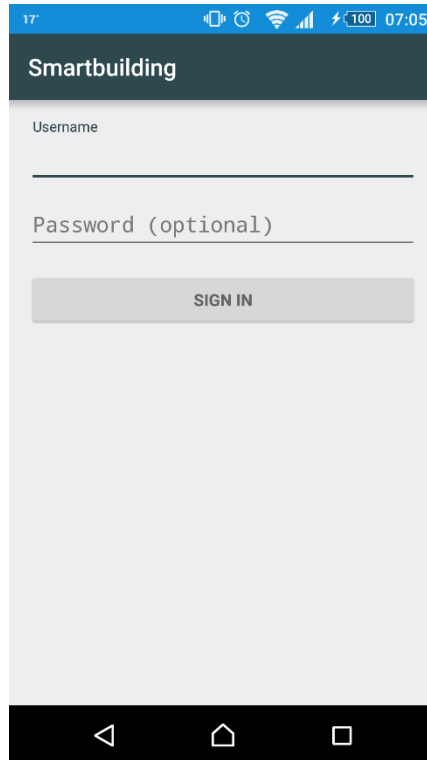 17°
100
07:05
Smartbuilding
Username
Password (optional)
SIGN IN